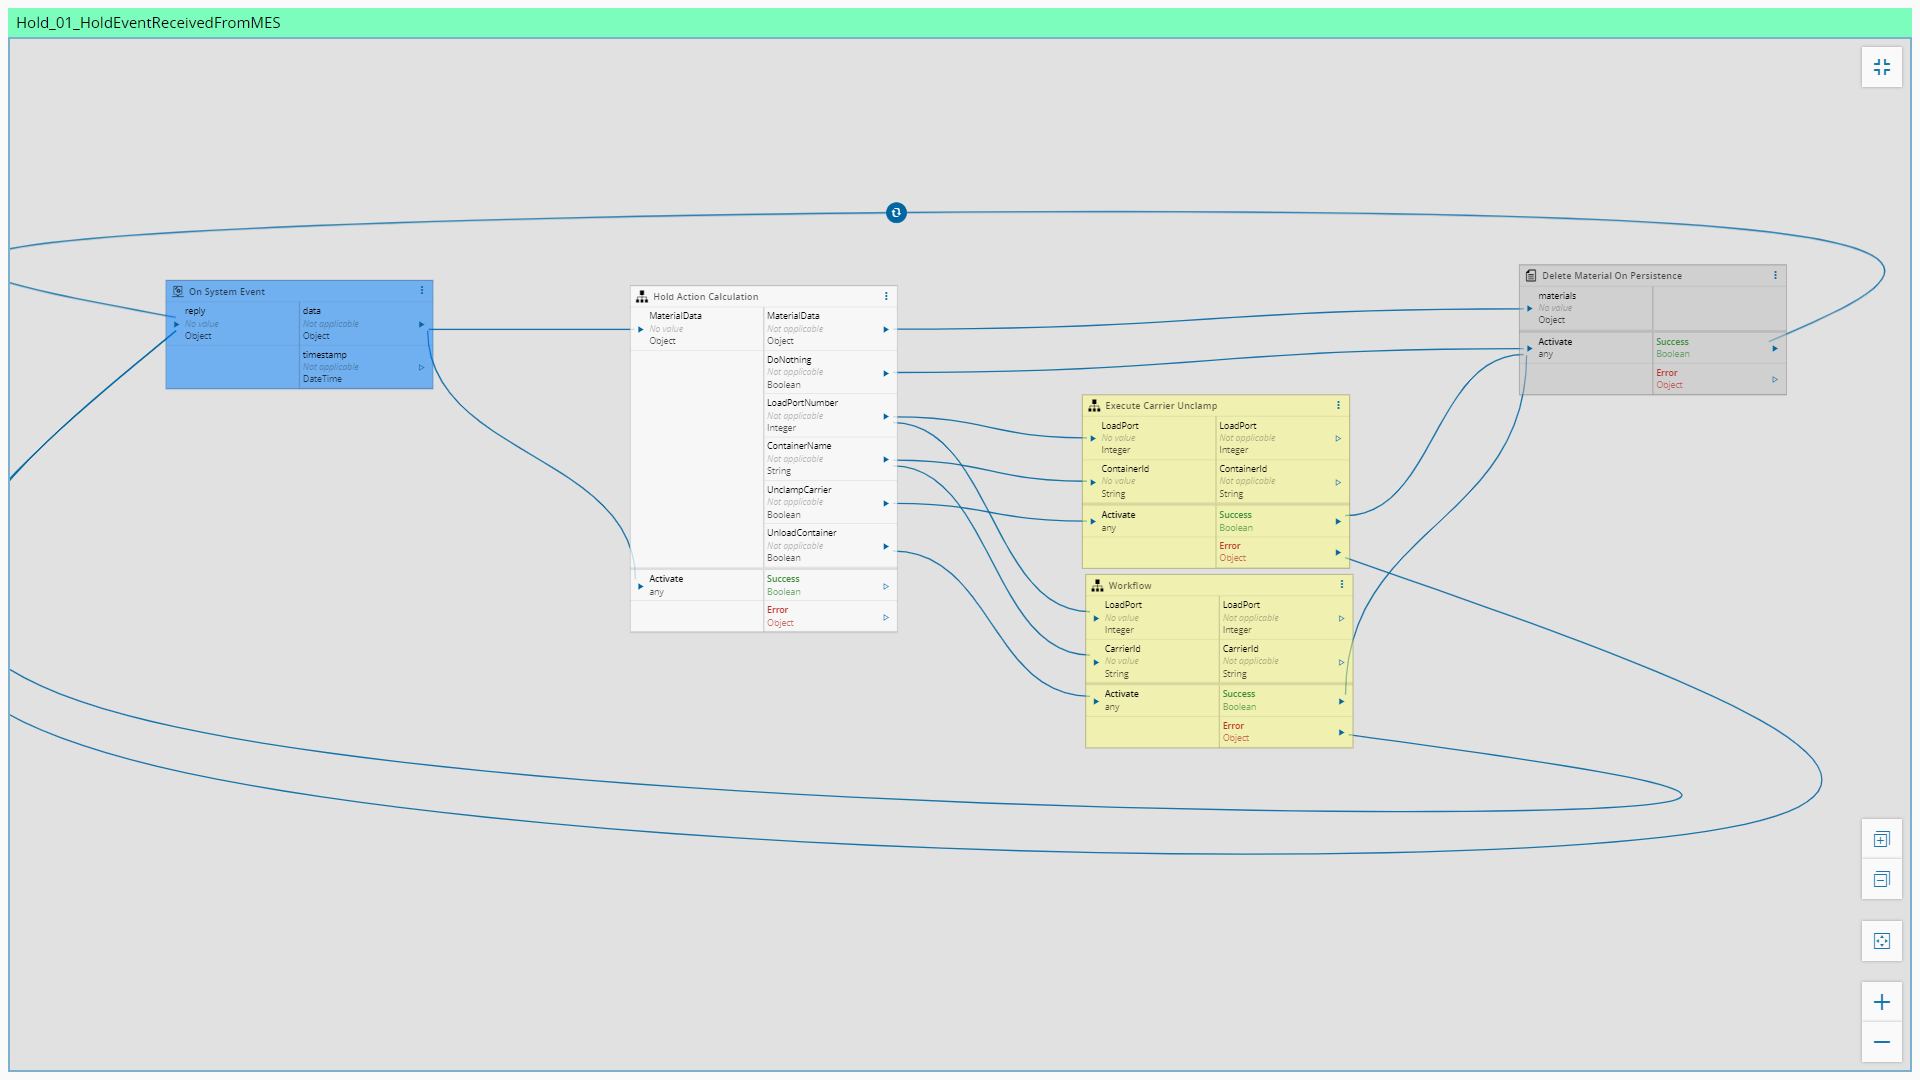 Hold_01_HoldEventReceivedFromMES
On System Event
reply
No value
Object
data
Not applicable
Object
timestamp
Not applicable
DateTime
Hold Action Calculation
MaterialData
No value
Object
MaterialData
Not applicable
Object
DoNothing
Not applicable
Boolean
LoadPortNumber
Not applicable
Integer
ContainerName
Not applicable
String
UnclampCarrier
Not applicable
Boolean
UnloadContainer
Not applicable
Boolean
Activate
any
Success
Boolean
Error
Object
Execute Carrier Unclamp
LoadPort
No value
Integer
LoadPort
Not applicable
Integer
ContainerId
No value
String
ContainerId
Not applicable
String
Activate
any
Success
Boolean
Error
Object
Workflow
LoadPort
No value
Integer
LoadPort
Not applicable
Integer
CarrierId
No value
String
CarrierId
Not applicable
String
Activate
any
Success
Boolean
Error
Object
Delete Material On Persistence
materials
No value
Object
Activate
any
Success
Boolean
Error
Object